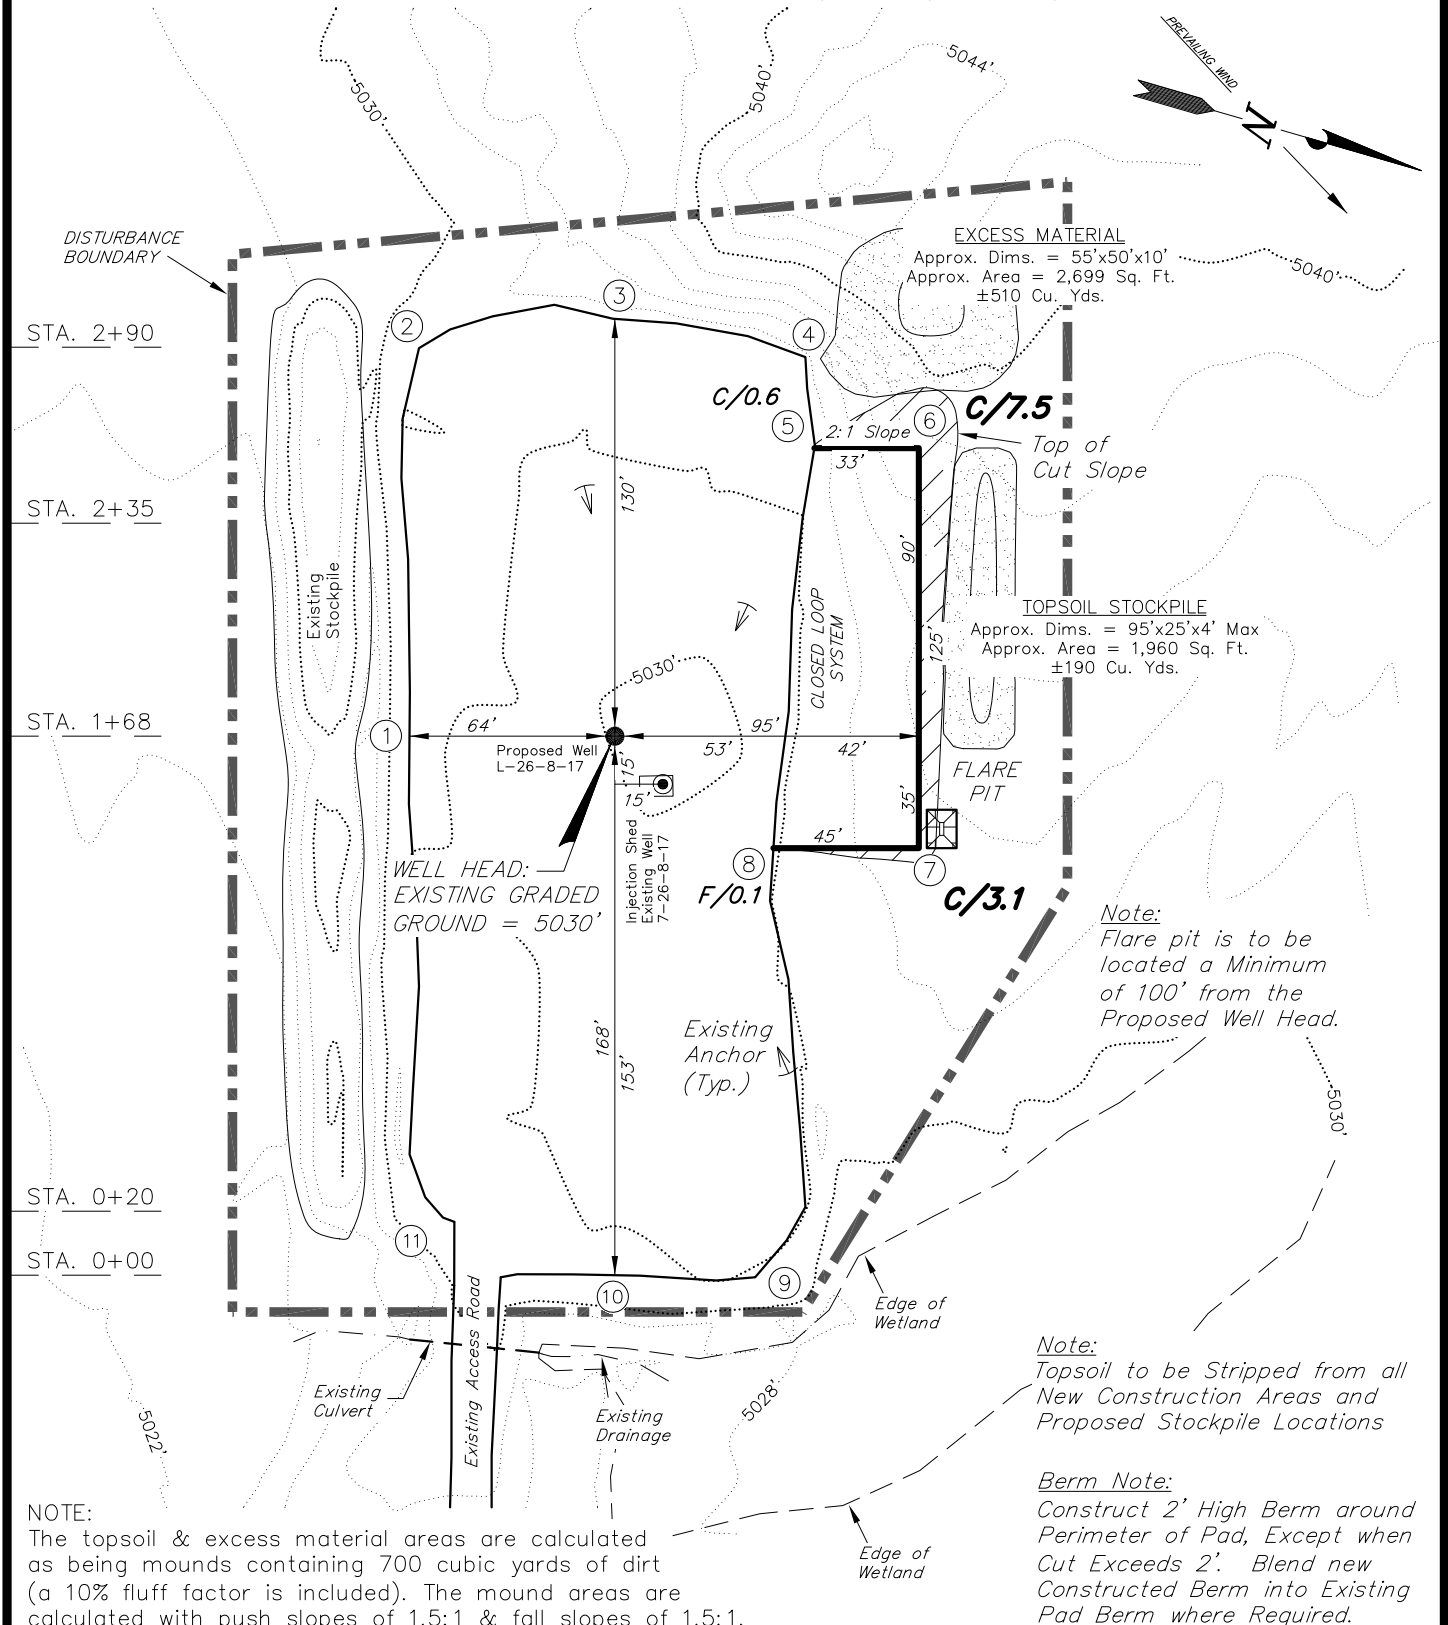 PREVAILING WIND
N
5030'
5040'
5044'
DISTURBANCE
BOUNDARY
EXCESS MATERIAL
Approx. Dims. = 55'x50'x10'
Approx. Area = 2,699 Sq. Ft.
±510 Cu. Yds.
5040'
STA. 2+90
2
3
4
C/0.6
5
6
C/7.5
2:1 Slope
33'
Top of
Cut Slope
STA. 2+35
130'
90'
Existing
Stockpile
CLOSED LOOP
SYSTEM
125'
TOPSOIL STOCKPILE
Approx. Dims. = 95'x25'x4' Max
Approx. Area = 1,960 Sq. Ft.
±190 Cu. Yds.
5030'
STA. 1+68
1
64'
95'
53'
42'
Proposed Well
L-26-8-17
15'
15'
FLARE
PIT
35'
45'
Injection Shed
Existing Well
7-26-8-17
WELL HEAD:
EXISTING GRADED
GROUND = 5030'
8
F/0.1
7
C/3.1
Note:
Flare pit is to be
located a Minimum
of 100' from the
Proposed Well Head.
168'
153'
Existing
Anchor
(Typ.)
5030'
STA. 0+20
11
STA. 0+00
10
9
Existing Access Road
Edge of
Wetland
Existing
Culvert
Existing
Drainage
5022'
5028'
Note:
Topsoil to be Stripped from all
New Construction Areas and
Proposed Stockpile Locations
Edge of
Wetland
Berm Note:
Construct 2' High Berm around
Perimeter of Pad, Except when
Cut Exceeds 2'. Blend new
Constructed Berm into Existing
Pad Berm where Required.
NOTE:
The topsoil & excess material areas are calculated
as being mounds containing 700 cubic yards of dirt
(a 10% fluff factor is included). The mound areas are
calculated with push slopes of 1.5:1 & fall slopes of 1.5:1.